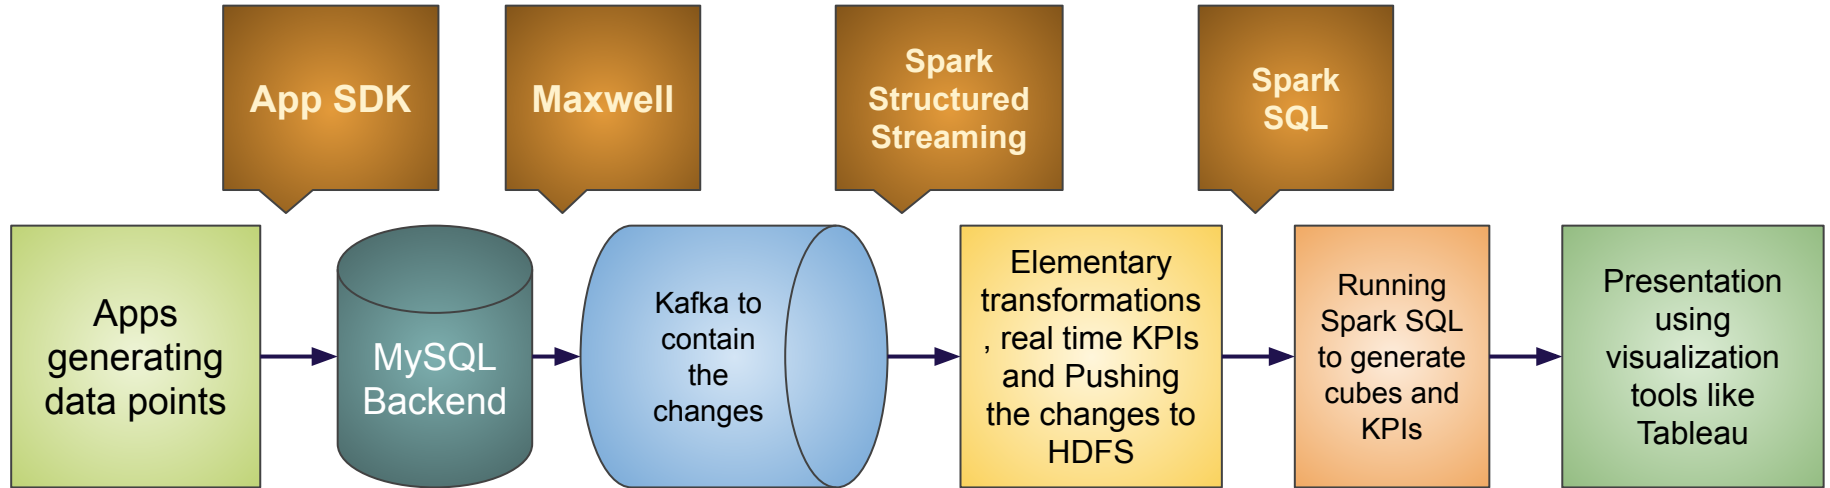 App SDK
Maxwell
Spark
Structured
Streaming
Spark
SQL
Apps
generating
data points
MySQL
Backend
Kafka to
contain
the
changes
Elementary
transformations
, real time KPIs
and Pushing
the changes to
HDFS
Running
Spark SQL
to generate
cubes and
KPIs
Presentation
using
visualization
tools like
Tableau